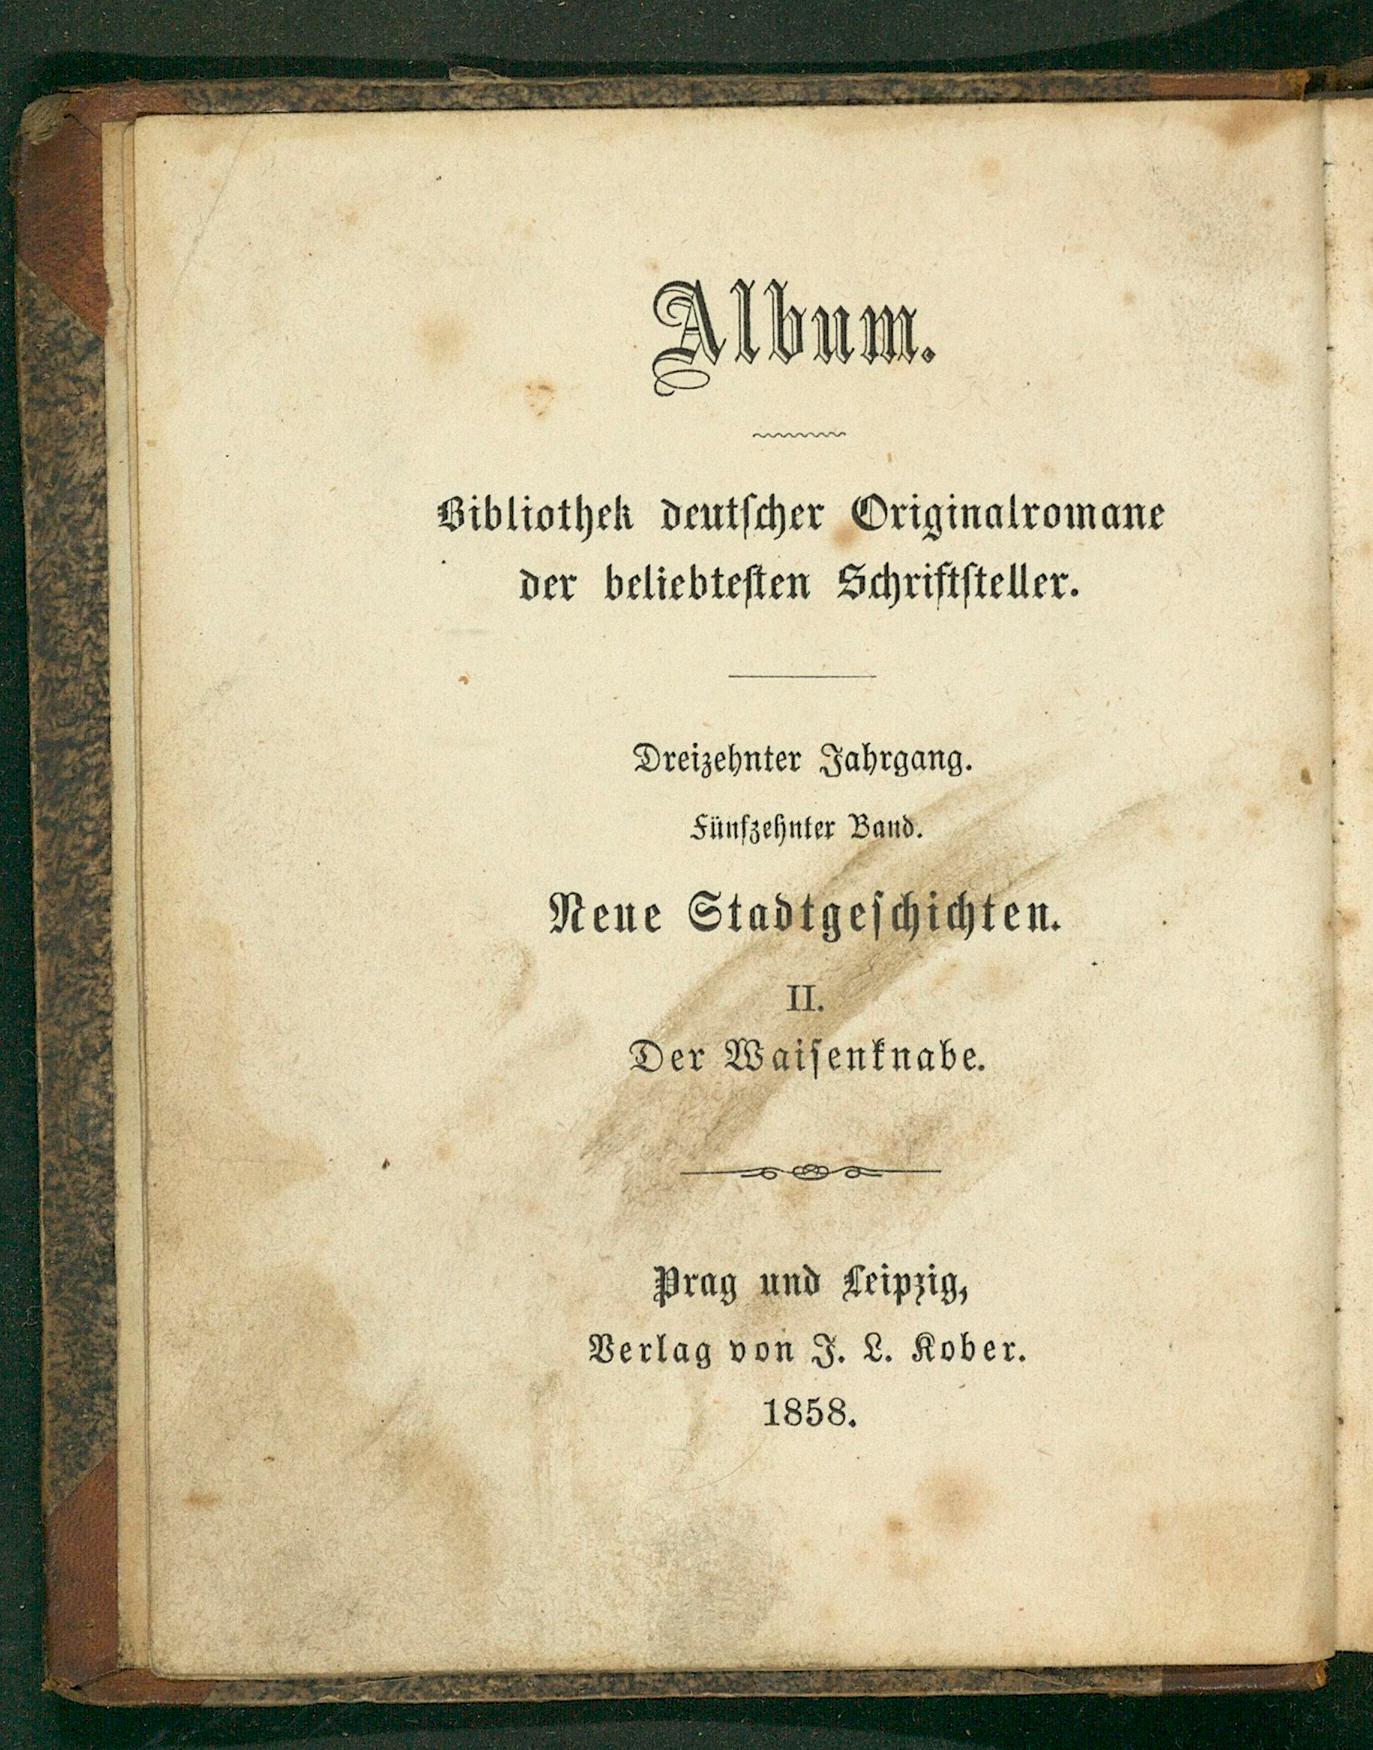 Album.
Bibliothek deutscher Originalromane
der beliebtesten Schriftsteller.
Dreizehnter Jahrgang.
Fünfzehnter Band.
Neue Stadtgeschichten.
II.
Der Waisenknabe.
Prag und Leipzig,
Verlag von J. L. Kober.
1858.